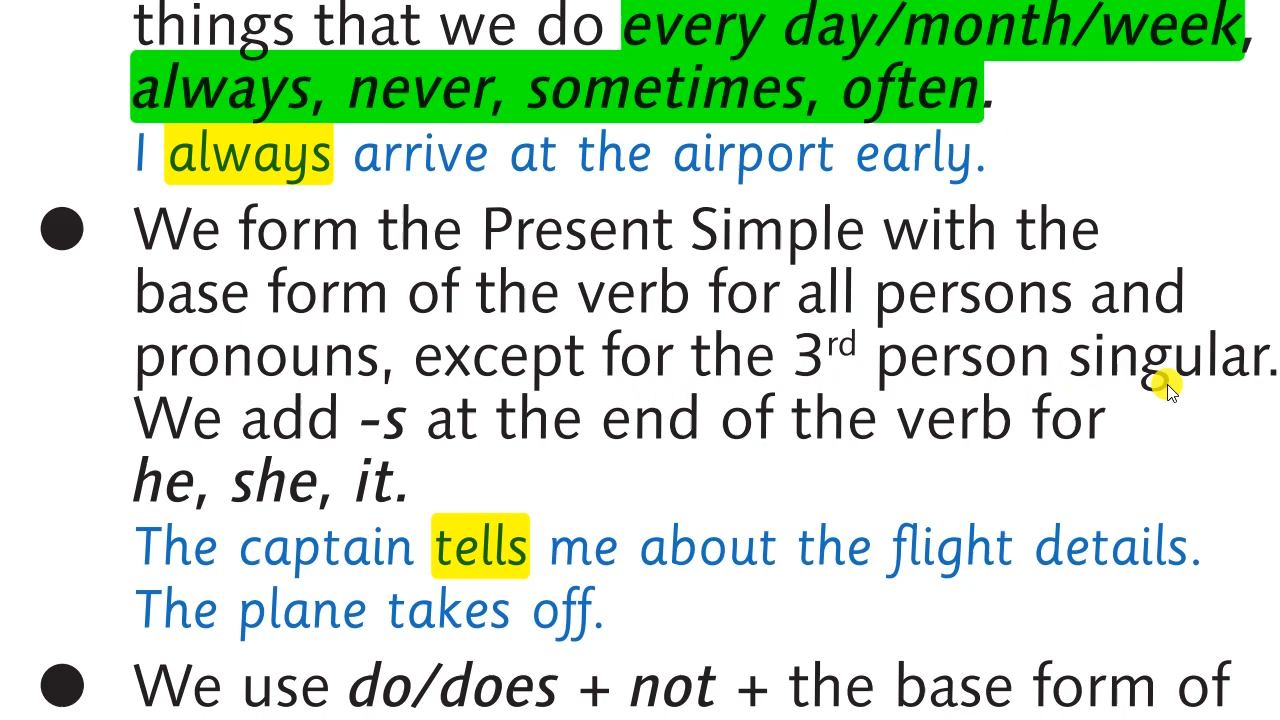 things that we do every day/month/week,
always, never, sometimes, often.
I always arrive at the airport early.
● We form the Present Simple with the
base form of the verb for all persons and
pronouns, except for the 3rd person singular.
We add -s at the end of the verb for
he, she, it.
The captain tells me about the flight details.
The plane takes off.
● We use do/does + not + the base form of